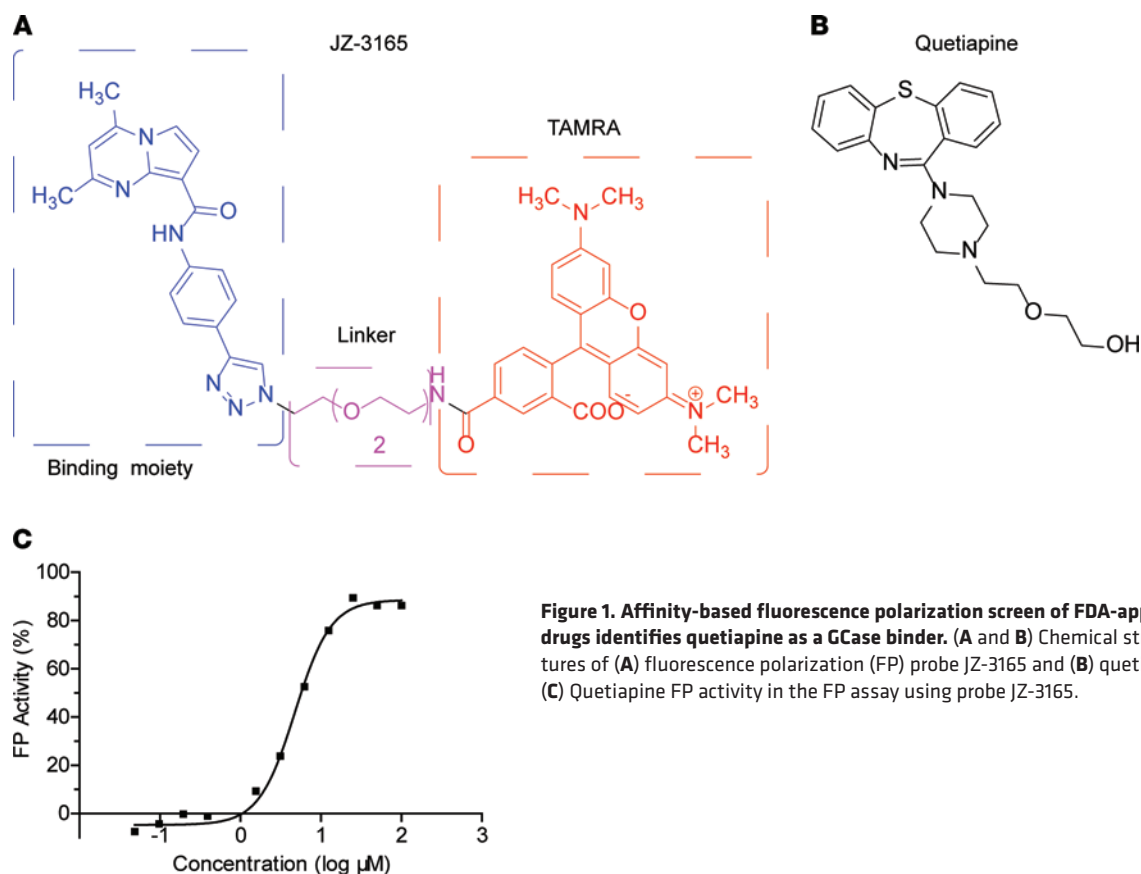 A
JZ-3165
H3C
N
H3C
N
O
HN
N
N=N
Binding moiety
Linker
O
2
H
N
O
TAMRA
H3C
CH3
N
O
COO-
N+
CH3
CH3
B
Quetiapine
S
N
N
N
O
OH
C
FP Activity (%)
100
80
60
40
20
0
-1
0
1
2
3
Concentration (log µM)
Figure 1. Affinity-based fluorescence polarization screen of FDA-app
drugs identifies quetiapine as a GCase binder. (A and B) Chemical st
tures of (A) fluorescence polarization (FP) probe JZ-3165 and (B) quet
(C) Quetiapine FP activity in the FP assay using probe JZ-3165.